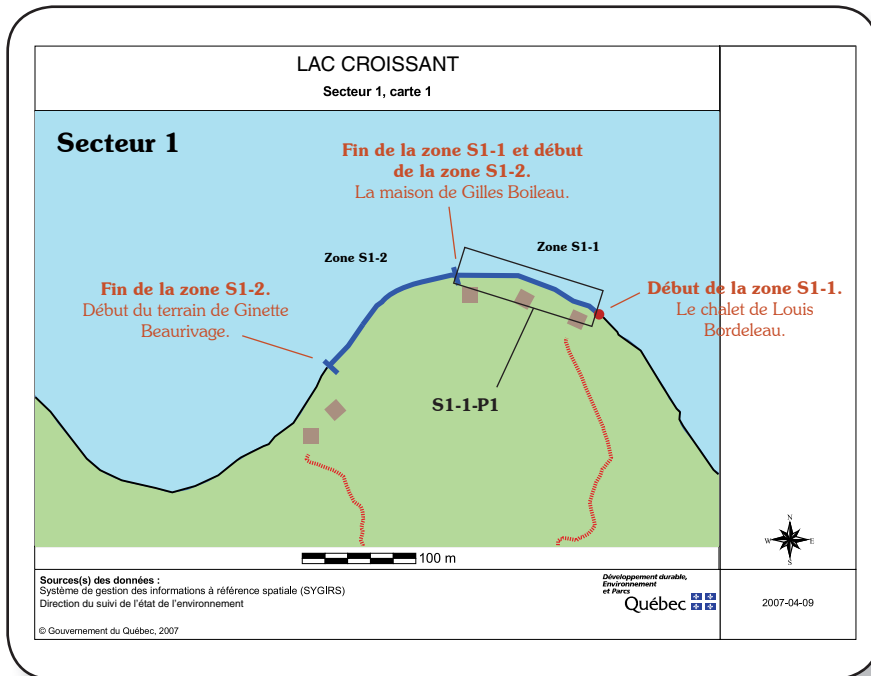 LAC CROISSANT
Secteur 1, carte 1
Secteur 1
Fin de la zone S1-1 et début
de la zone S1-2.
La maison de Gilles Boileau.
Zone S1-2
Zone S1-1
Fin de la zone S1-2.
Début du terrain de Ginette
Beaurivage.
Début de la zone S1-1.
Le chalet de Louis
Bordeleau.
S1-1-P1
100 m
N
W
E
S
Sources(s) des données :
Système de gestion des informations à référence spatiale (SYGIRS)
Direction du suivi de l'état de l'environnement
© Gouvernement du Québec, 2007
Développement durable,
Environnement
et Parcs
Québec
2007-04-09